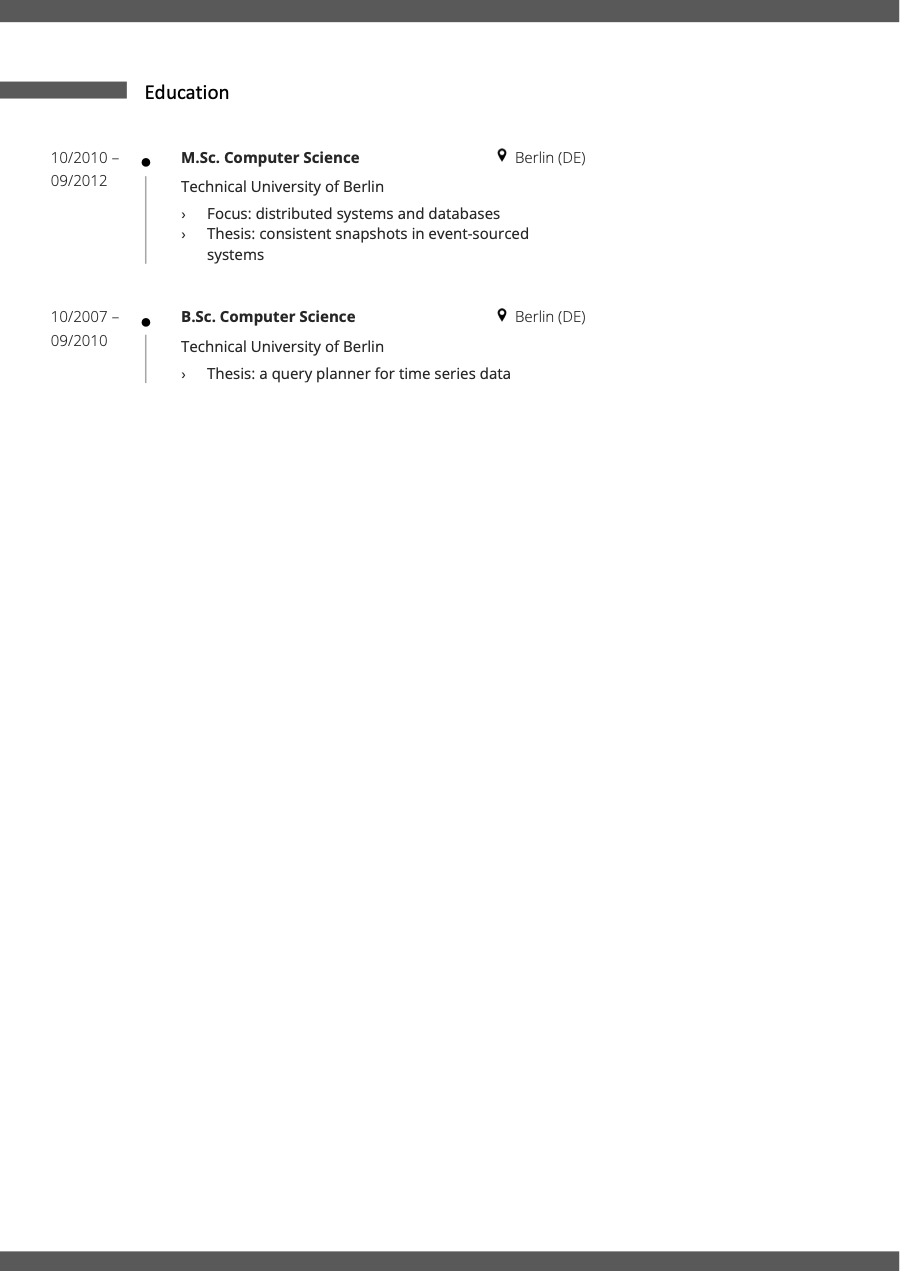 Education
10/2010 –
09/2012
M.Sc. Computer Science
Berlin (DE)
Technical University of Berlin
› Focus: distributed systems and databases
› Thesis: consistent snapshots in event-sourced
systems
10/2007 –
09/2010
B.Sc. Computer Science
Berlin (DE)
Technical University of Berlin
› Thesis: a query planner for time series data